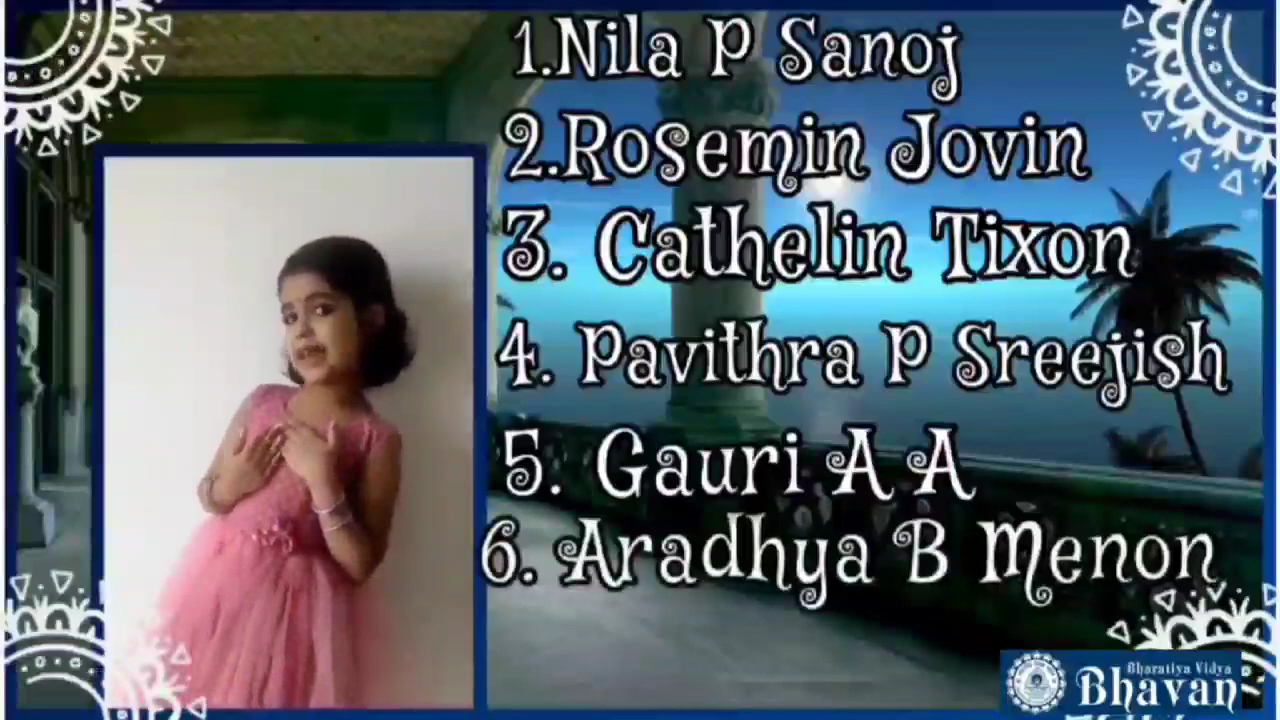 1.Nila P Sanoj
2.Rosemin Jovin
3. Cathelin Tixon
4. Pavithra P Sreejish
5. Gauri A A
6. Aradhya B Menon
Bharatiya Vidya
Bhavan